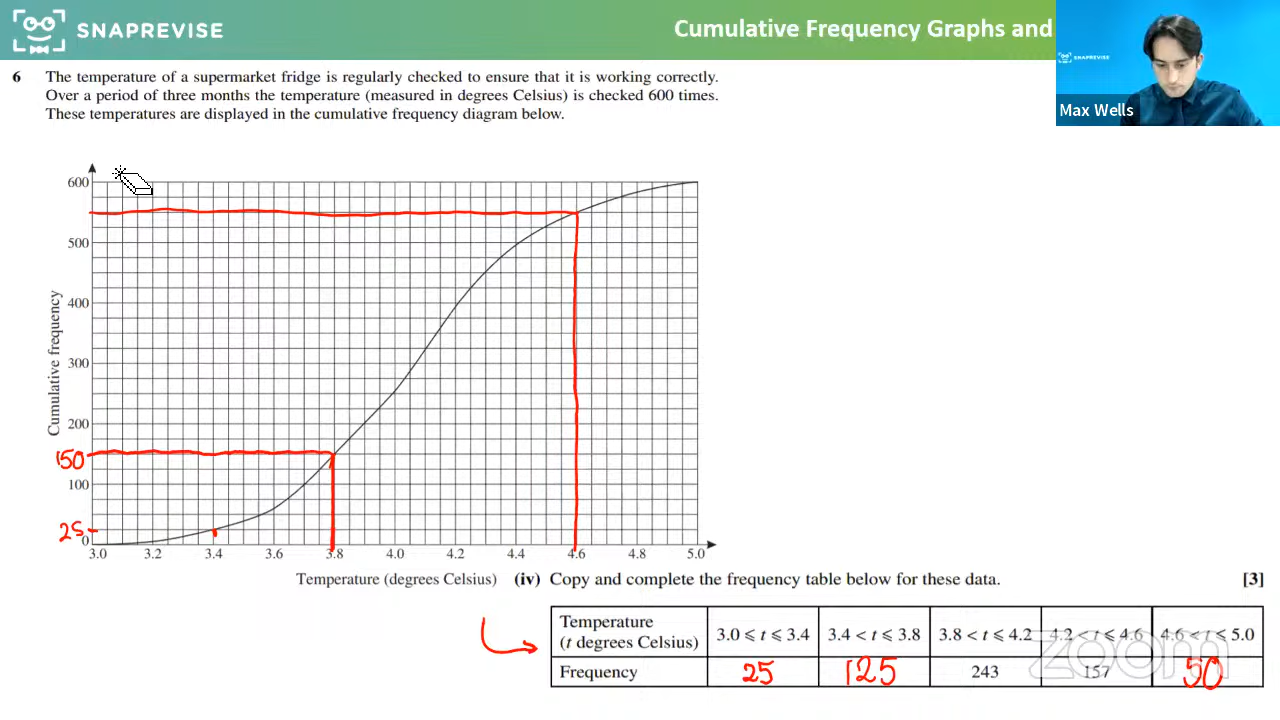 SNAPREVISE
Cumulative Frequency Graphs and
SNAPREVISE
Max Wells
6 The temperature of a supermarket fridge is regularly checked to ensure that it is working correctly.
Over a period of three months the temperature (measured in degrees Celsius) is checked 600 times.
These temperatures are displayed in the cumulative frequency diagram below.
600
500
400
300
200
150
100
25
0
Cumulative frequency
3.0 3.2 3.4 3.6 3.8 4.0 4.2 4.4 4.6 4.8 5.0
Temperature (degrees Celsius)
(iv) Copy and complete the frequency table below for these data. [3]
Temperature (t degrees Celsius) 3.0 ⩽ t ⩽ 3.4 3.4 < t ⩽ 3.8 3.8 < t ⩽ 4.2 4.2 < t ⩽ 4.6 4.6 < t ⩽ 5.0
Frequency 25 125 243 157 50
zoom